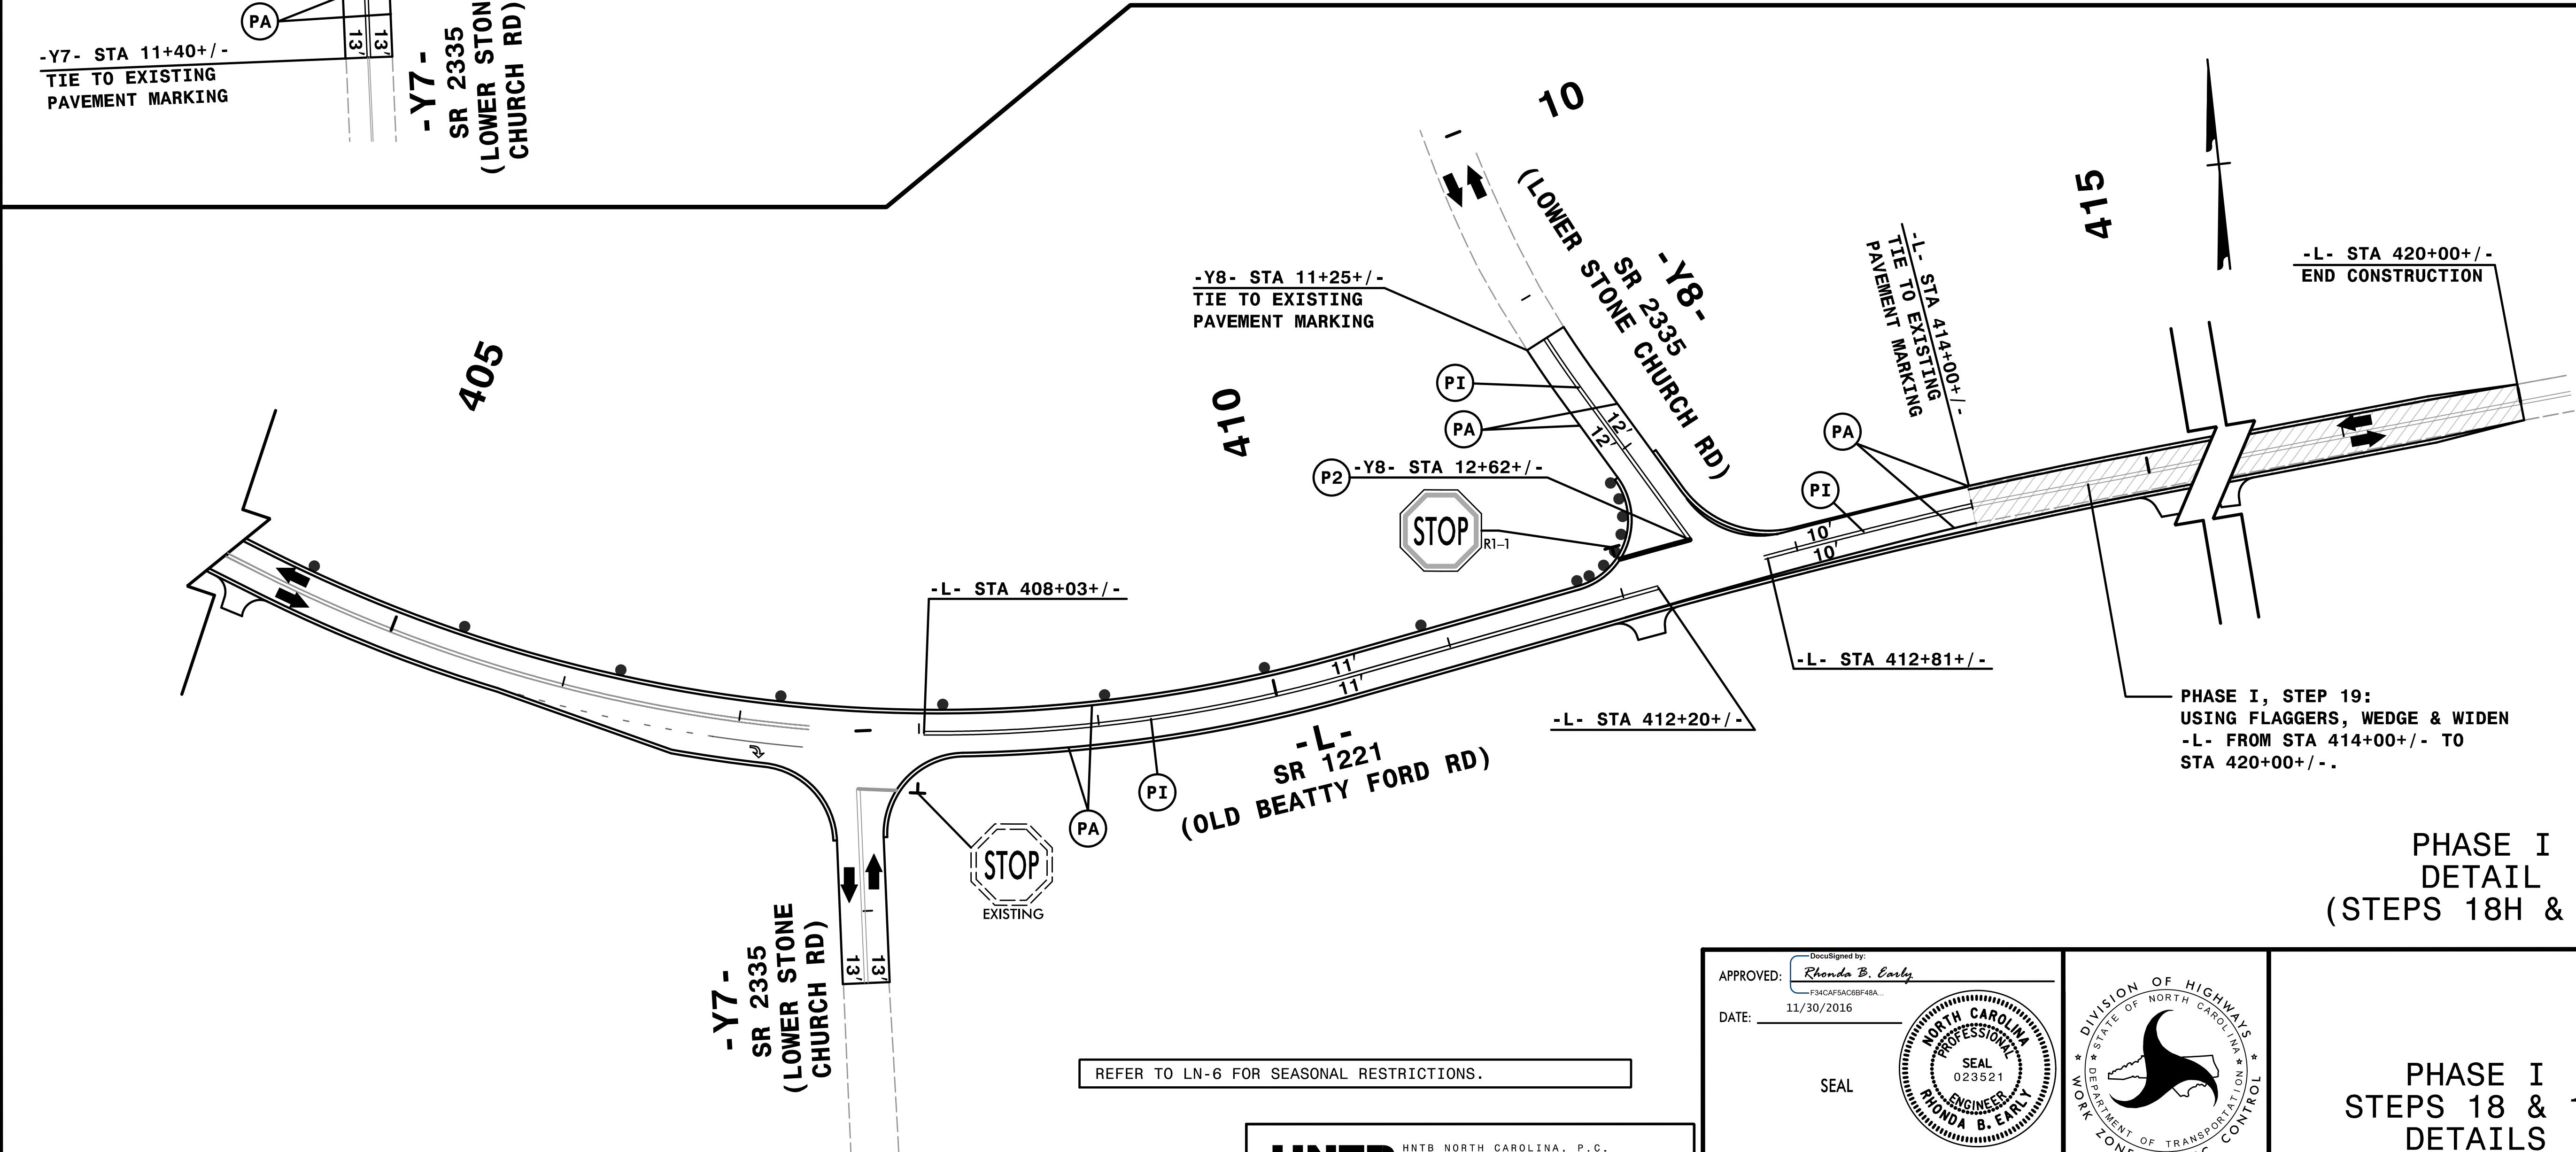 PA
-Y7- STA 11+40+/-
TIE TO EXISTING
PAVEMENT MARKING
13'
13'
-Y7-
SR 2335
(LOWER STON
CHURCH RD)
10
405
410
415
-Y8-
SR 2335
(LOWER STONE CHURCH RD)
-Y8- STA 11+25+/-
TIE TO EXISTING
PAVEMENT MARKING
PI
PA
12'
12'
P2
-Y8- STA 12+62+/-
STOP
R1-1
-L- STA 414+00+/-
TIE TO EXISTING
PAVEMENT MARKING
PA
PI
10'
10'
-L- STA 420+00+/-
END CONSTRUCTION
-L- STA 408+03+/-
11'
11'
-L- STA 412+81+/-
-L- STA 412+20+/-
PHASE I, STEP 19:
USING FLAGGERS, WEDGE & WIDEN
-L- FROM STA 414+00+/- TO
STA 420+00+/-.
-L-
SR 1221
(OLD BEATTY FORD RD)
PI
PA
STOP
EXISTING
13'
13'
-Y7-
SR 2335
(LOWER STONE
CHURCH RD)
PHASE I
DETAIL
(STEPS 18H &
REFER TO LN-6 FOR SEASONAL RESTRICTIONS.
HNTB
HNTB NORTH CAROLINA, P.C.
APPROVED:
DocuSigned by:
Rhonda B. Early
F34CAF5AC6BF48A...
DATE:
11/30/2016
SEAL
NORTH CAROLINA
PROFESSIONAL
SEAL
023521
ENGINEER
RHONDA B. EARLY
DIVISION OF HIGHWAYS
STATE OF NORTH CAROLINA
DEPARTMENT OF TRANSPORTATION
WORK ZONE
CONTROL
PHASE I
STEPS 18 &
DETAILS